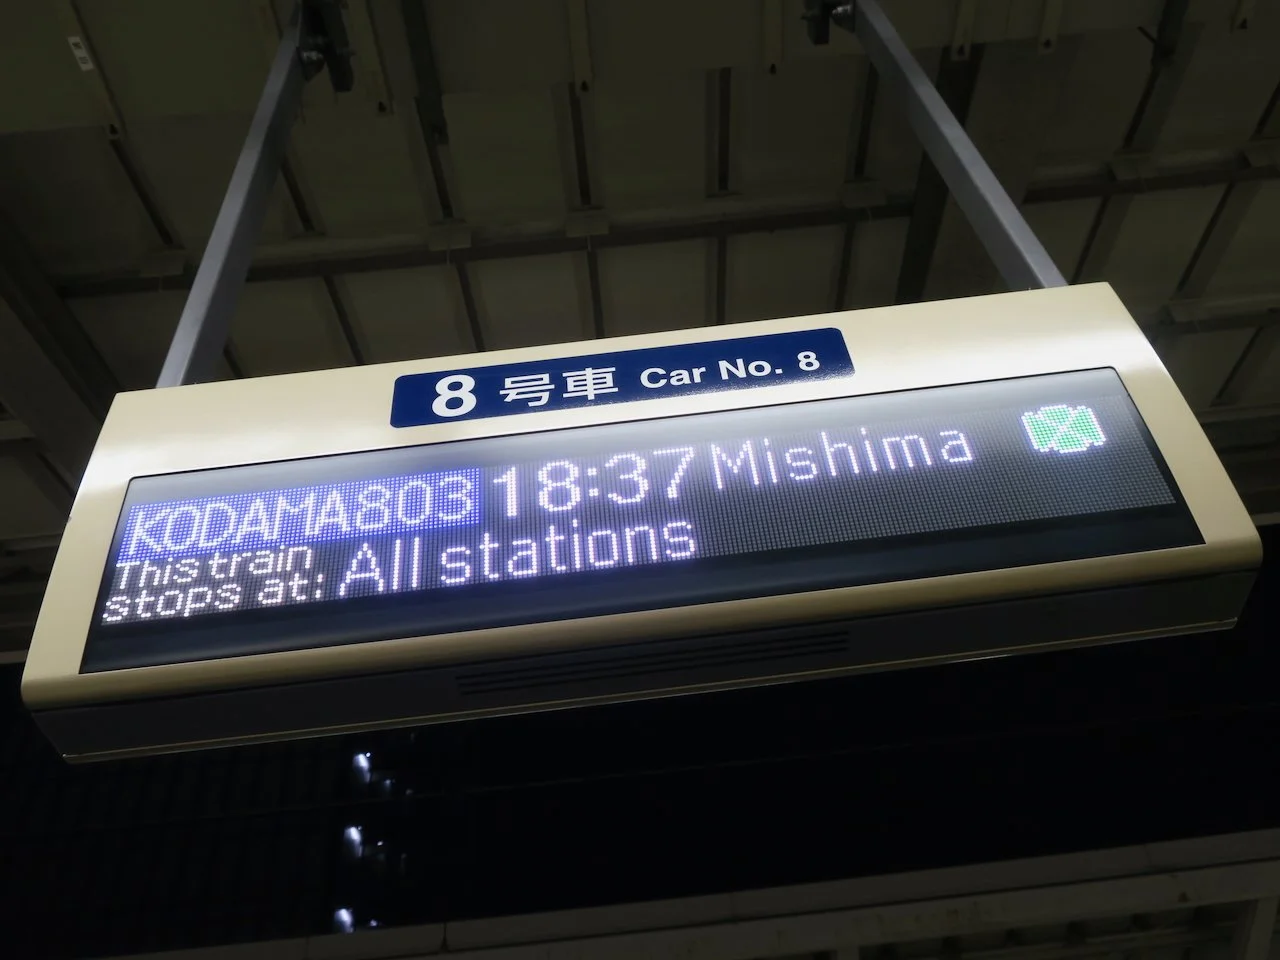 8 号車 Car No. 8
KODAMA803 18:37 Mishima
This train
stops at: All stations